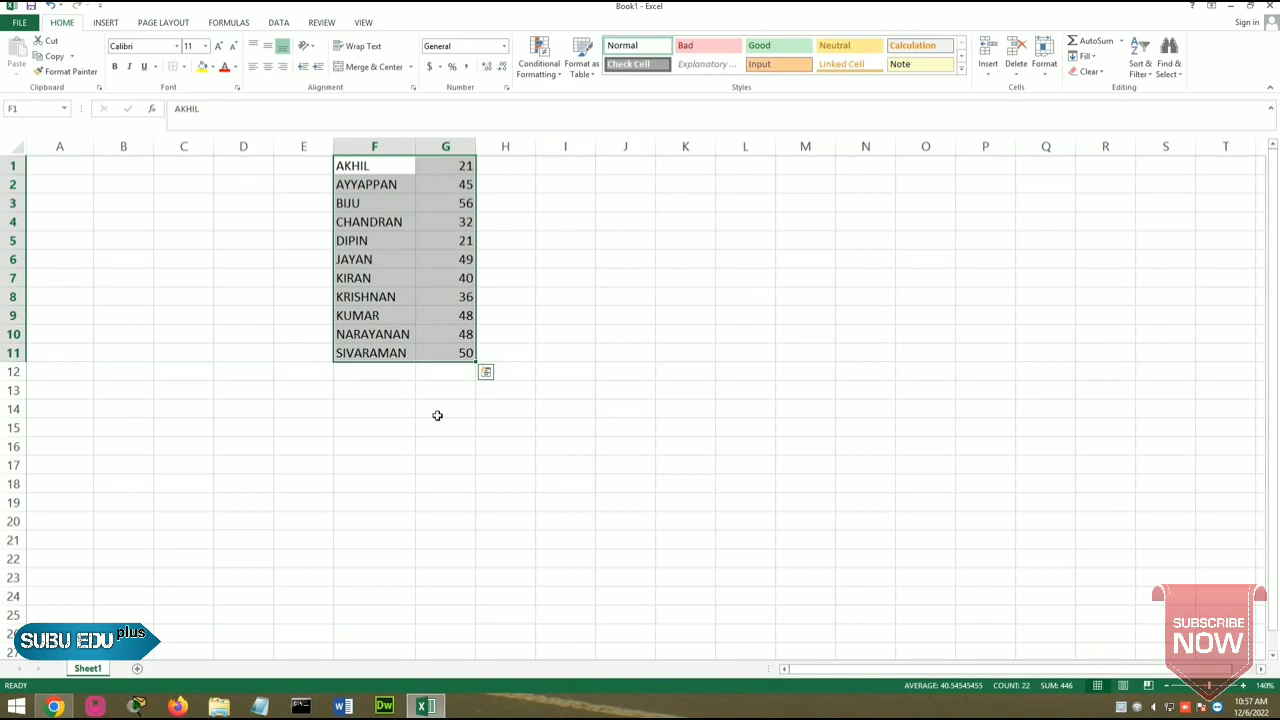 Book1 - Excel
Sign in
FILE HOME INSERT PAGE LAYOUT FORMULAS DATA REVIEW VIEW
Paste
Cut
Copy
Format Painter
Clipboard
Calibri 11
B I U
Font
Wrap Text
Merge & Center
Alignment
General
$ % ,
Number
Conditional Formatting
Format as Table
Normal Bad Good Neutral Calculation
Check Cell Explanatory ... Input Linked Cell Note
Styles
Insert Delete Format
Cells
AutoSum
Fill
Clear
Sort & Filter
Find & Select
Editing
F1 fx AKHIL
A B C D E F G H I J K L M N O P Q R S T
1 AKHIL 21
2 AYYAPPAN 45
3 BIJU 56
4 CHANDRAN 32
5 DIPIN 21
6 JAYAN 49
7 KIRAN 40
8 KRISHNAN 36
9 KUMAR 48
10 NARAYANAN 48
11 SIVARAMAN 50
12
13
14
15
16
17
18
19
20
21
22
23
24
25
26
27
SUBU EDU plus
SUBSCRIBE
NOW
Sheet1
READY AVERAGE: 40.54545455 COUNT: 22 SUM: 446 140%
Dw
10:57 AM
12/6/2022